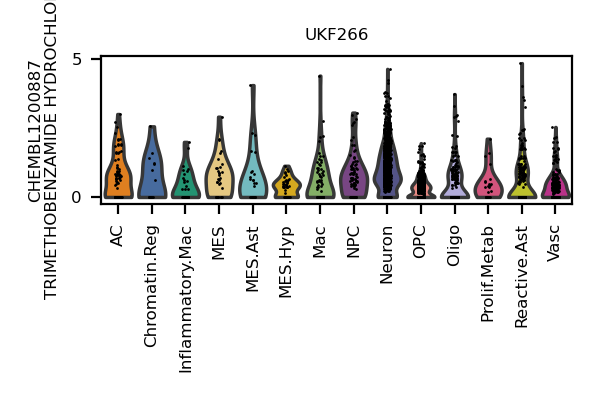 UKF266
CHEMBL1200887
TRIMETHOBENZAMIDE HYDROCHLO
5
0
AC
Chromatin.Reg
Inflammatory.Mac
MES
MES.Ast
MES.Hyp
Mac
NPC
Neuron
OPC
Oligo
Prolif.Metab
Reactive.Ast
Vasc